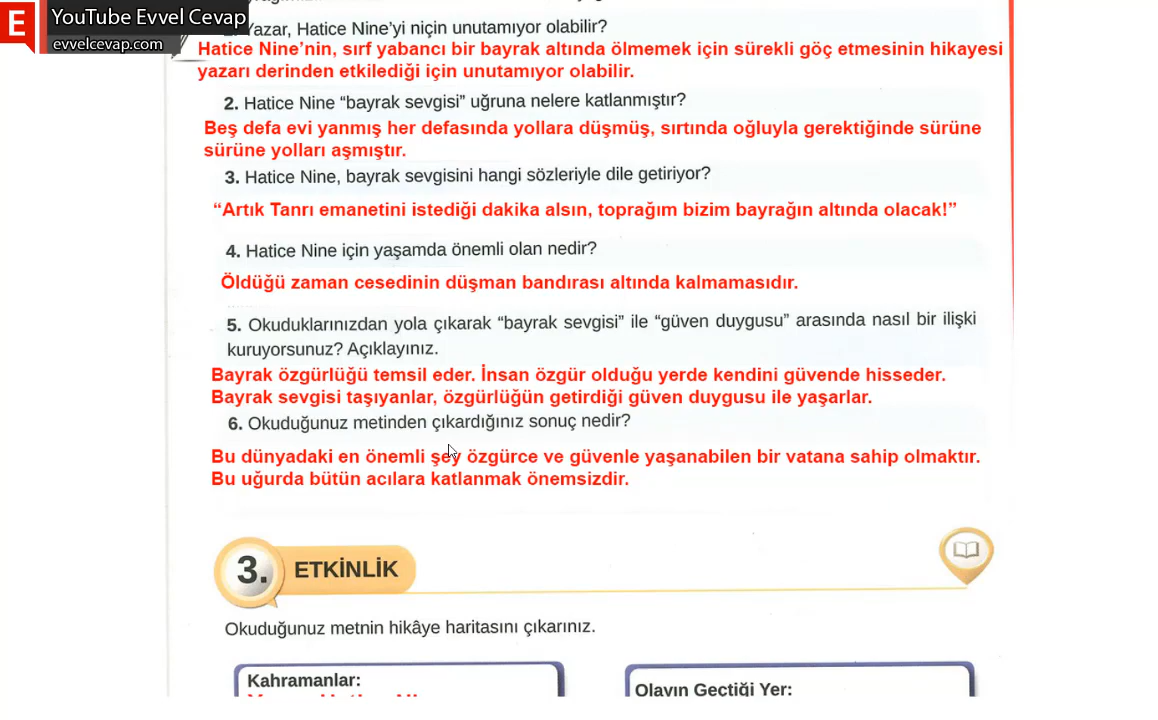 YouTube Evvel Cevap
evvelcevap.com
Yazar, Hatice Nine’yi niçin unutamıyor olabilir?
Hatice Nine’nin, sırf yabancı bir bayrak altında ölmemek için sürekli göç etmesinin hikayesi
yazarı derinden etkilediği için unutamıyor olabilir.
2. Hatice Nine “bayrak sevgisi” uğruna nelere katlanmıştır?
Beş defa evi yanmış her defasında yollara düşmüş, sırtında oğluyla gerektiğinde sürüne
sürüne yolları aşmıştır.
3. Hatice Nine, bayrak sevgisini hangi sözleriyle dile getiriyor?
“Artık Tanrı emanetini istediği dakika alsın, toprağım bizim bayrağın altında olacak!”
4. Hatice Nine için yaşamda önemli olan nedir?
Öldüğü zaman cesedinin düşman bandırası altında kalmamasıdır.
5. Okuduklarınızdan yola çıkarak “bayrak sevgisi” ile “güven duygusu” arasında nasıl bir ilişki
kuruyorsunuz? Açıklayınız.
Bayrak özgürlüğü temsil eder. İnsan özgür olduğu yerde kendini güvende hisseder.
Bayrak sevgisi taşıyanlar, özgürlüğün getirdiği güven duygusu ile yaşarlar.
6. Okuduğunuz metinden çıkardığınız sonuç nedir?
Bu dünyadaki en önemli şey özgürce ve güvenle yaşanabilen bir vatana sahip olmaktır.
Bu uğurda bütün acılara katlanmak önemsizdir.
3. ETKİNLİK
Okuduğunuz metnin hikâye haritasını çıkarınız.
Kahramanlar:
Olayın Geçtiği Yer: